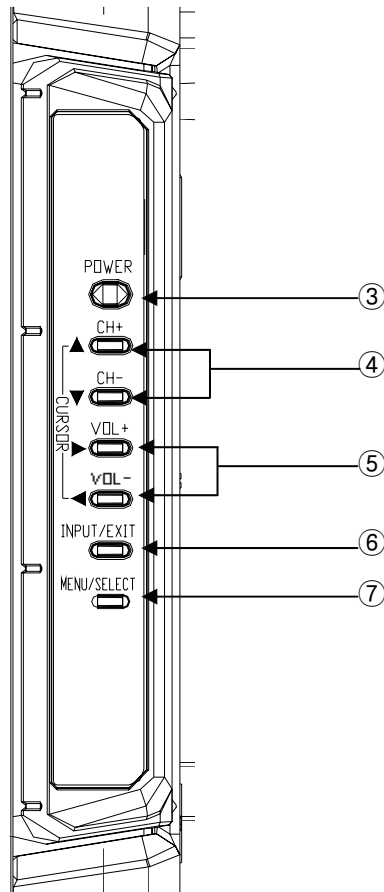 POWER
③
CH+
④
CH-
CURSOR
VOL+
⑤
VOL-
INPUT/EXIT
⑥
MENU/SELECT
⑦